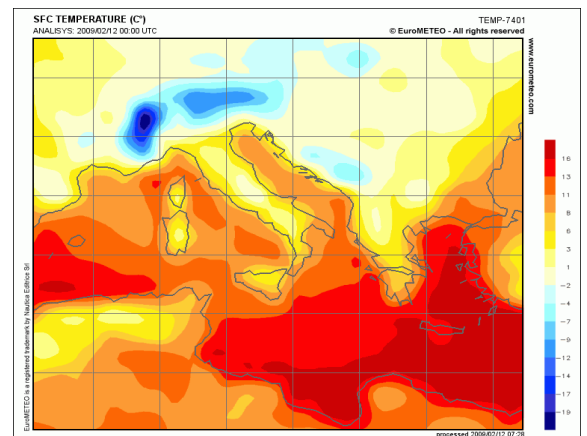 SFC TEMPERATURE (C°)
TEMP-7401
ANALISYS: 2009/02/12 00:00 UTC
© EuroMETEO - All rights reserved
www.eurometeo.com
16
13
11
8
6
3
1
-2
-4
-7
-9
-12
-14
-17
-19
EuroMETEO is a registered trademark by Nautica Editrice Srl
processed 2009/02/12 07:28